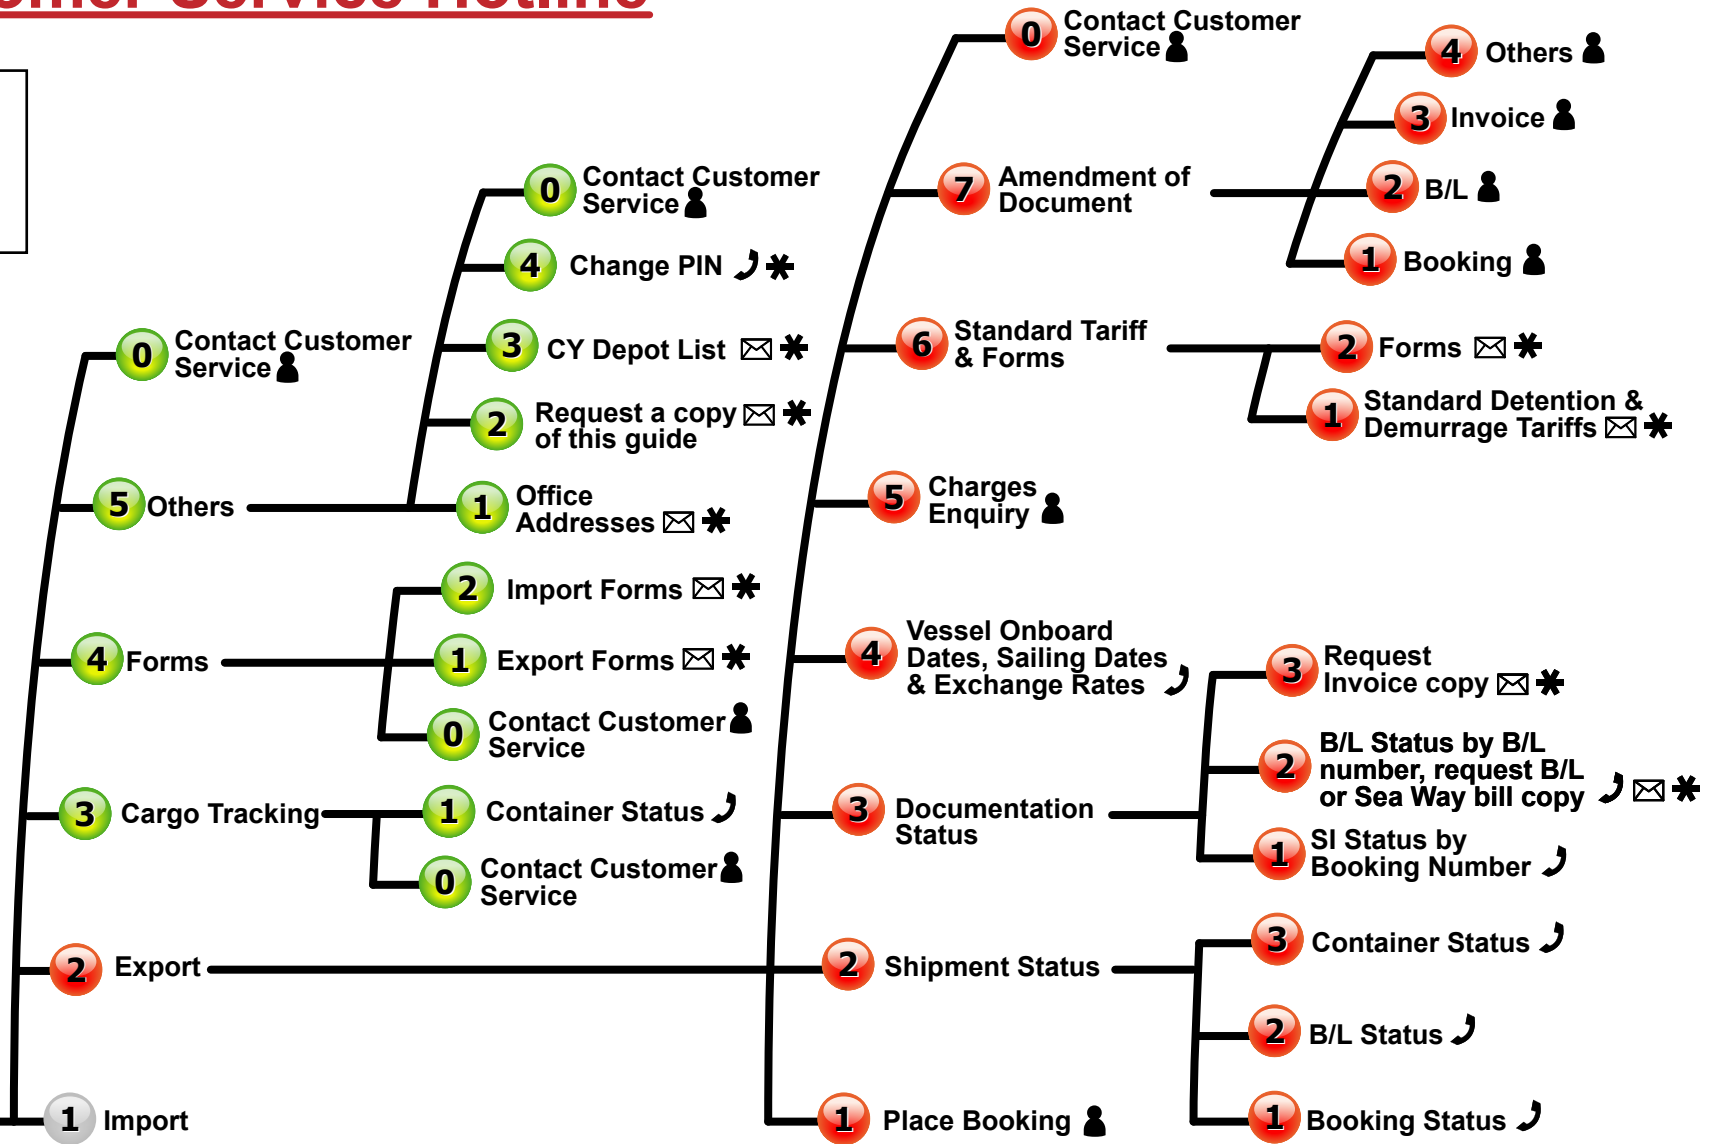 omer Service Hotline
0 Contact Customer
Service
5 Others
4 Forms
3 Cargo Tracking
2 Export
1 Import
0 Contact Customer
Service
4 Change PIN
3 CY Depot List
2 Request a copy
of this guide
1 Office
Addresses
2 Import Forms
1 Export Forms
0 Contact Customer
Service
1 Container Status
0 Contact Customer
Service
0 Contact Customer
Service
7 Amendment of
Document
6 Standard Tariff
& Forms
5 Charges
Enquiry
4 Vessel Onboard
Dates, Sailing Dates
& Exchange Rates
3 Documentation
Status
2 Shipment Status
1 Place Booking
4 Others
3 Invoice
2 B/L
1 Booking
2 Forms
1 Standard Detention &
Demurrage Tariffs
3 Request
Invoice copy
2 B/L Status by B/L
number, request B/L
or Sea Way bill copy
1 SI Status by
Booking Number
3 Container Status
2 B/L Status
1 Booking Status